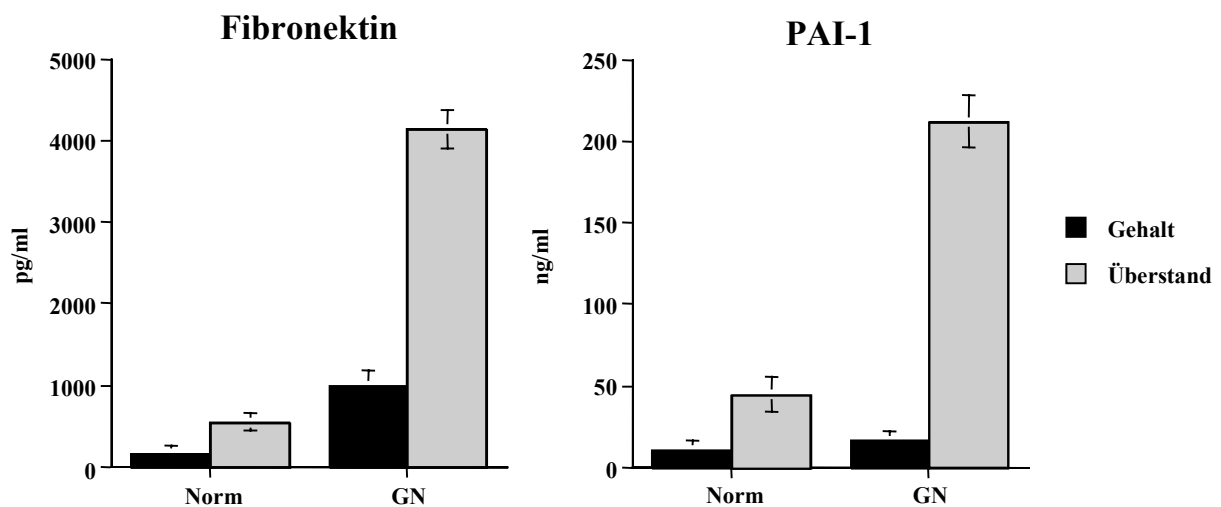 Fibronektin
5000
4000
3000
2000
1000
0
pg/ml
Norm GN
PAI-1
250
200
150
100
50
0
ng/ml
Norm GN
Gehalt
Überstand